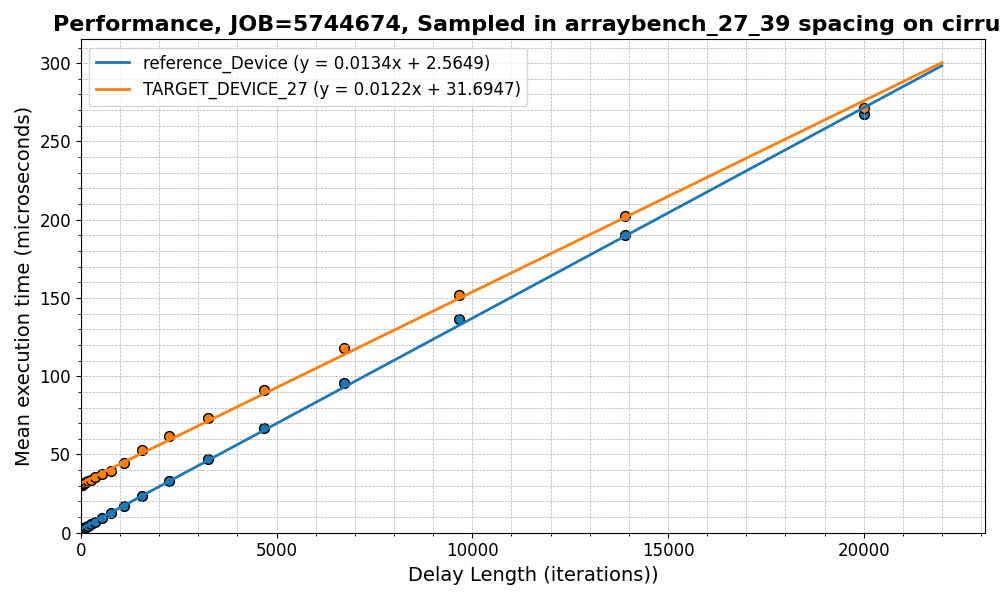 Performance, JOB=5744674, Sampled in arraybench_27_39 spacing on cirru
reference_Device (y = 0.0134x + 2.5649)
TARGET_DEVICE_27 (y = 0.0122x + 31.6947)
Mean execution time (microseconds)
300
250
200
150
100
50
0
0 5000 10000 15000 20000
Delay Length (iterations))